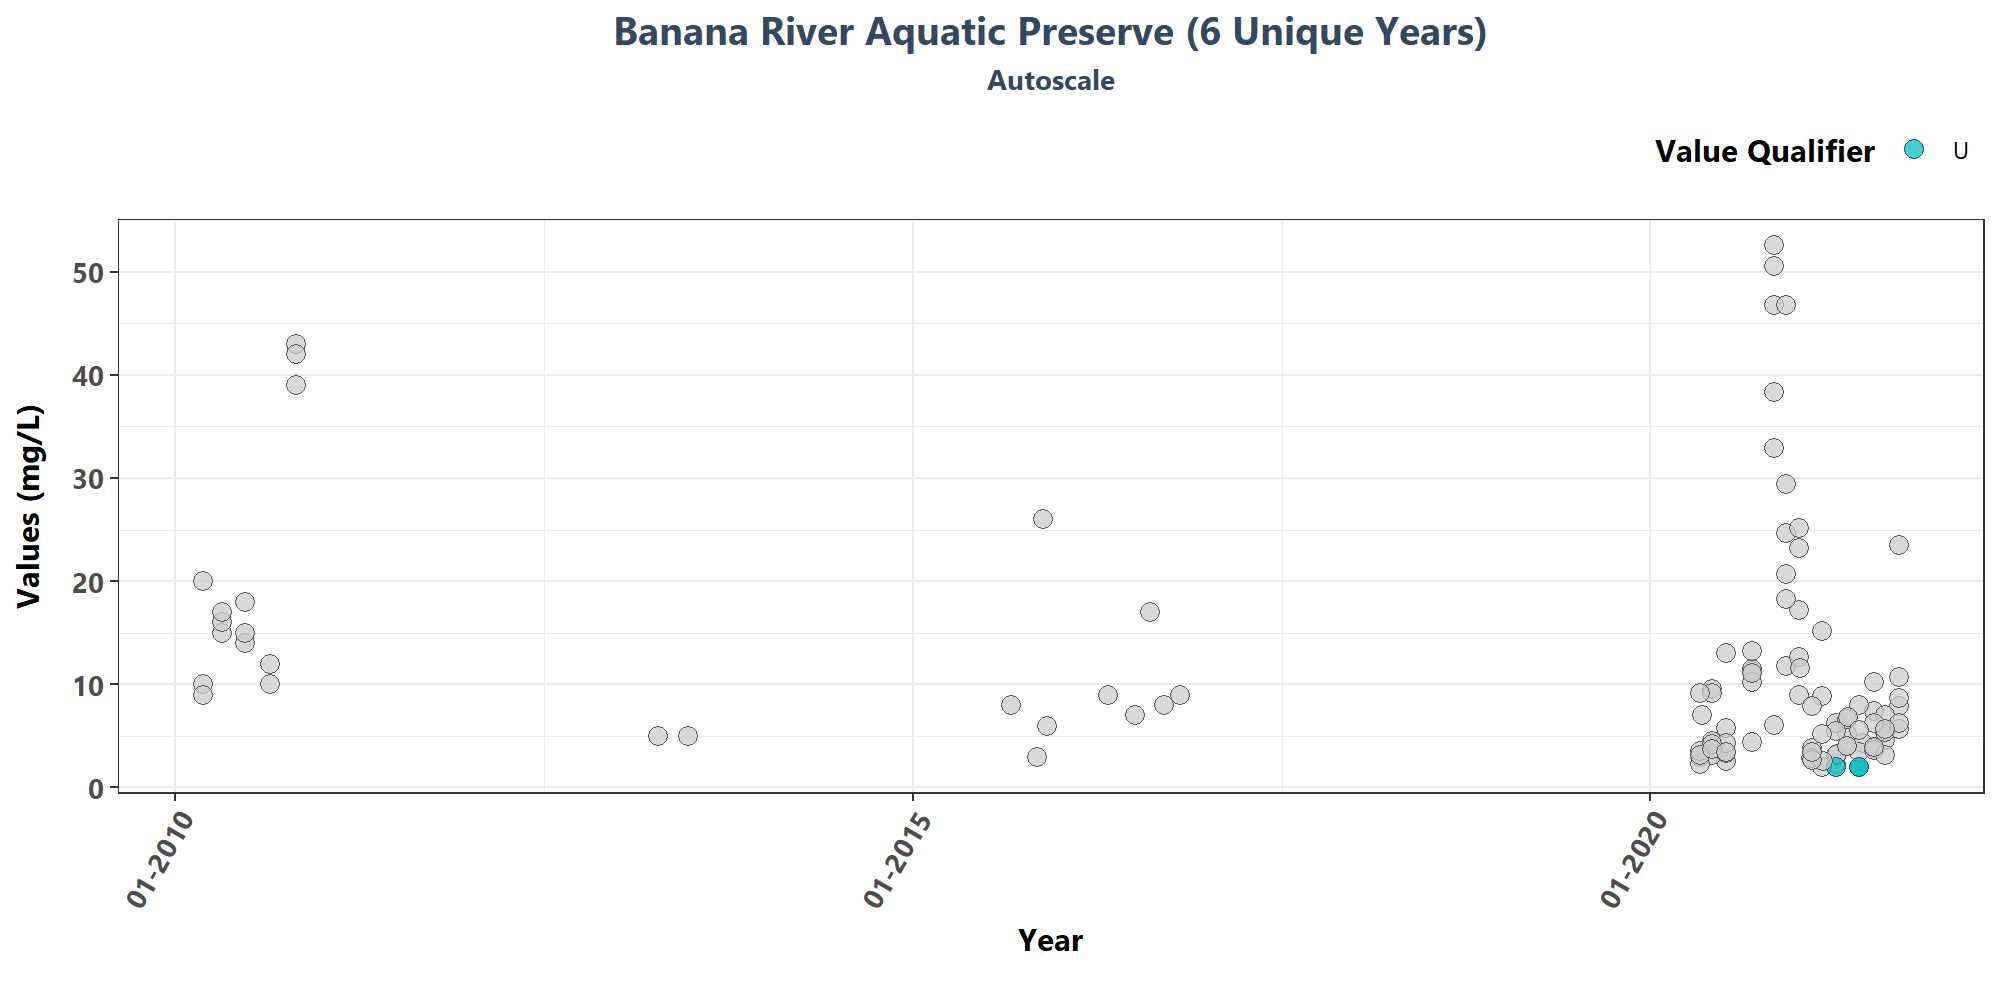 Banana River Aquatic Preserve (6 Unique Years)
Autoscale
Value Qualifier U
Values (mg/L)
50
40
30
20
10
0
01-2010
01-2015
01-2020
Year